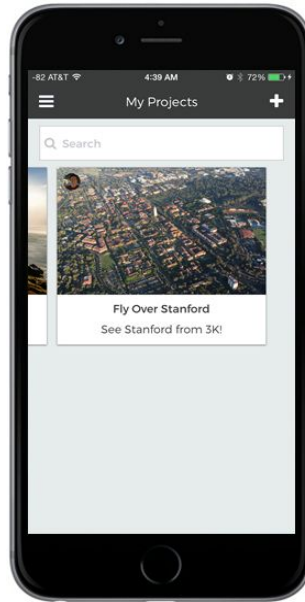 -82 AT&T 4:39 AM 72%
My Projects
Search
Fly Over Stanford
See Stanford from 3K!